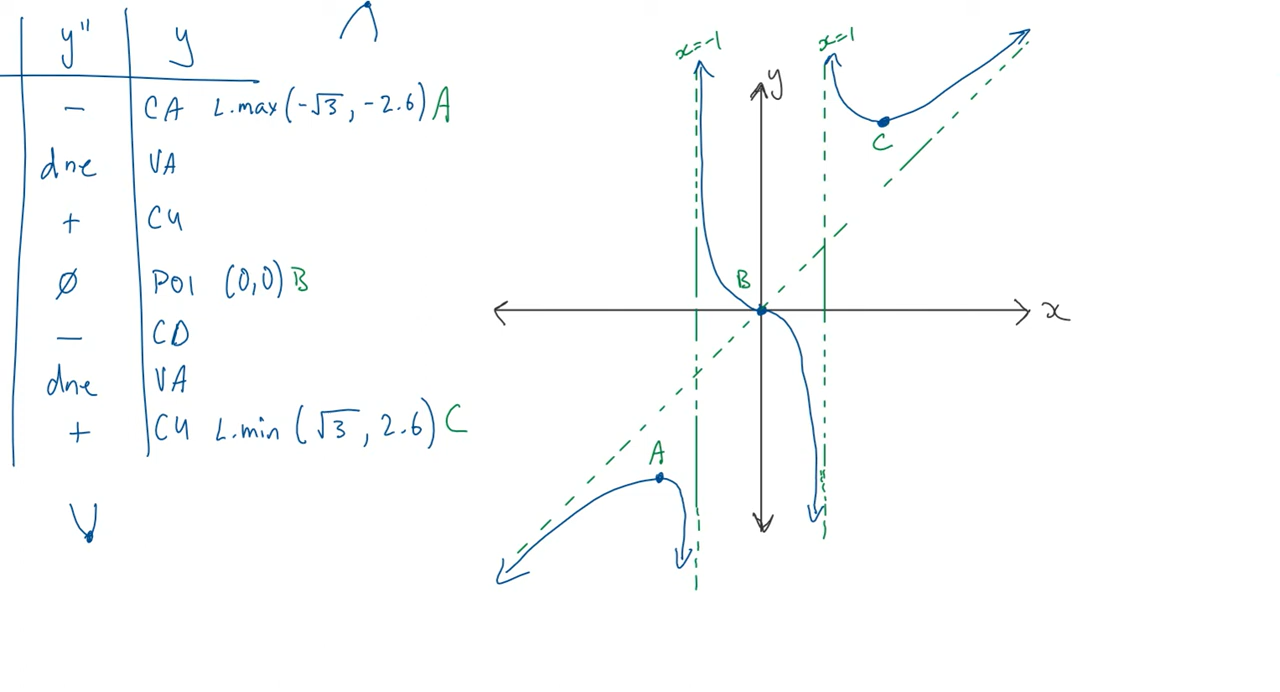 y" y
− CA L.max (-√3, -2.6) A
dne VA
+ CU
∅ POI (0,0) B
− CD
dne VA
+ CU L.min (√3, 2.6) C
x=-1
x=1
y
C
B
x
A